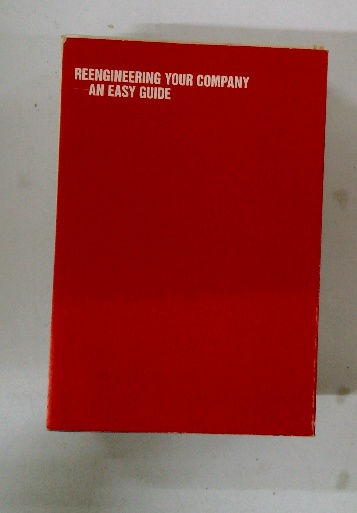 REENGINEERING YOUR COMPANY
AN EASY GUIDE